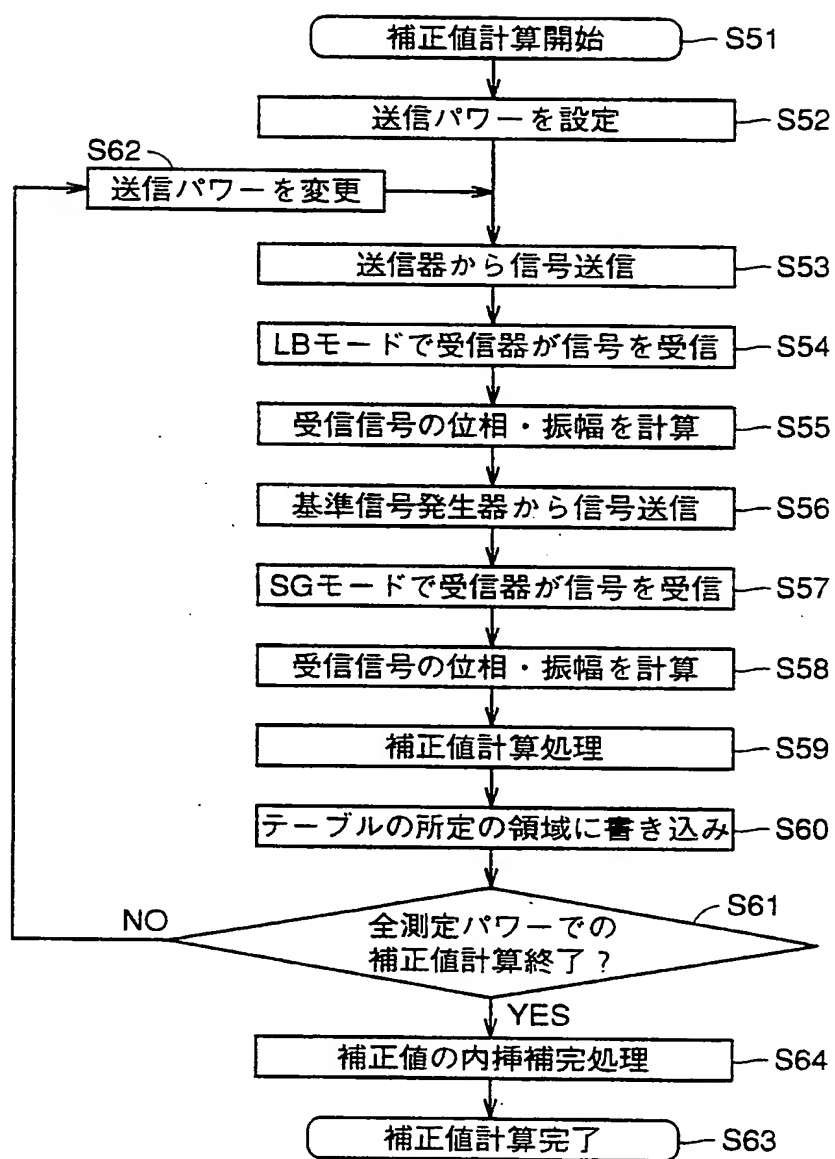 補正値計算開始 S51
送信パワーを設定 S52
S62
送信パワーを変更
送信器から信号送信 S53
LBモードで受信器が信号を受信 S54
受信信号の位相・振幅を計算 S55
基準信号発生器から信号送信 S56
SGモードで受信器が信号を受信 S57
受信信号の位相・振幅を計算 S58
補正値計算処理 S59
テーブルの所定の領域に書き込み S60
S61
NO
全測定パワーでの
補正値計算終了?
YES
補正値の内挿補完処理 S64
補正値計算完了 S63